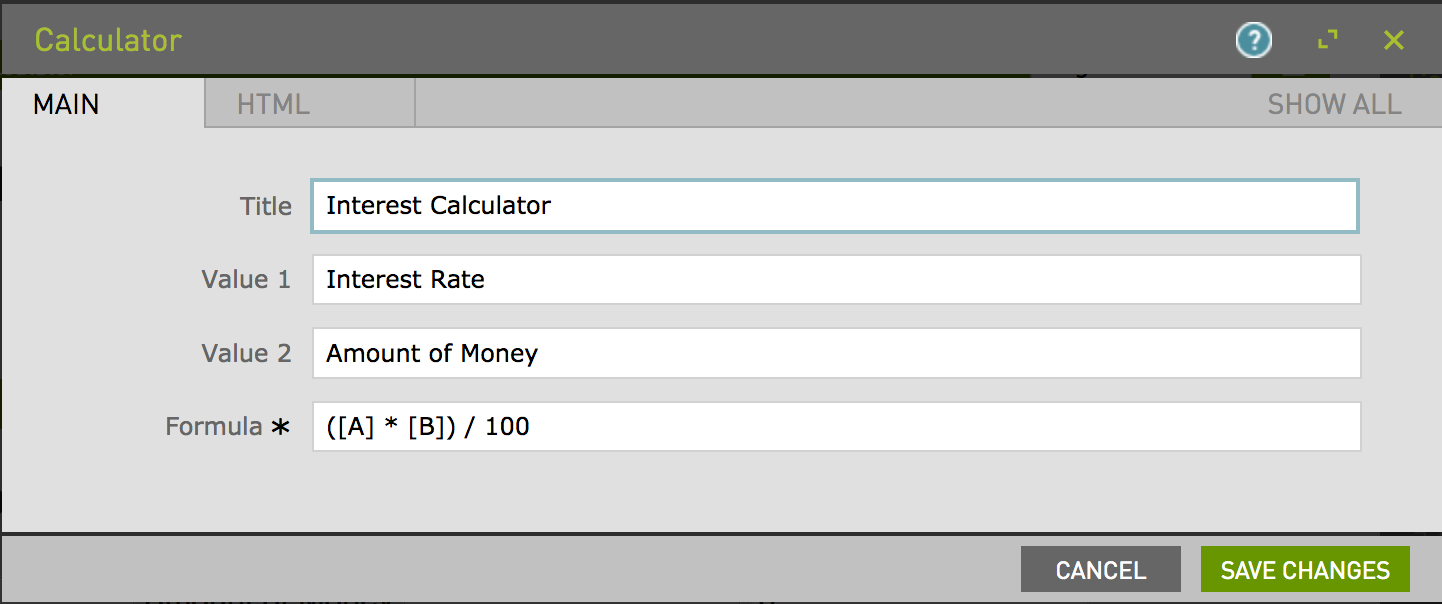 Calculator
?
MAIN HTML SHOW ALL
Title Interest Calculator
Value 1 Interest Rate
Value 2 Amount of Money
Formula * ([A] * [B]) / 100
CANCEL SAVE CHANGES